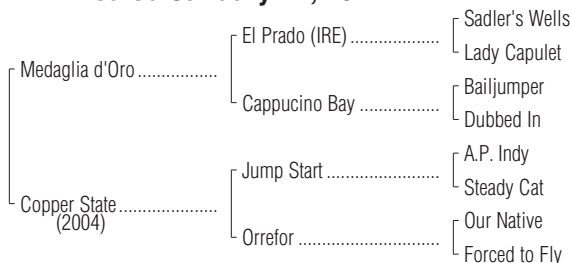 El Prado (IRE) ....................
Sadler's Wells
Lady Capulet
Medaglia d'Oro ..................
Cappucino Bay ..................
Bailjumper
Dubbed In
Jump Start .........................
A.P. Indy
Steady Cat
Copper State ......................
(2004)
Orrefor ................................
Our Native
Forced to Fly